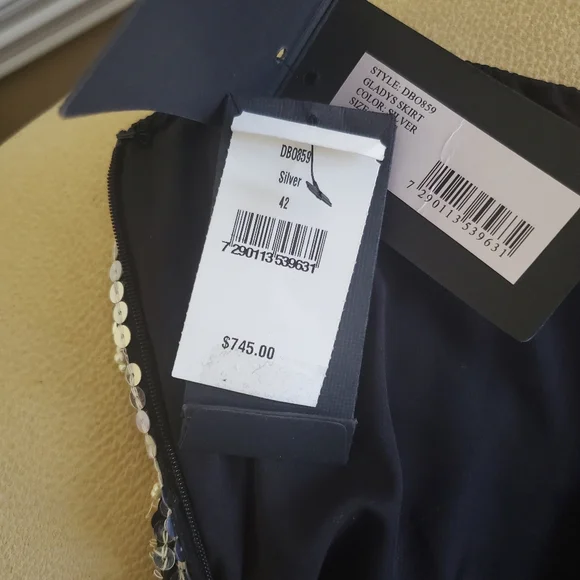 STYLE: DBO859
GLADYS SKIRT
COLOR: SILVER
SIZE:
7 290113 539631
DBO859
Silver
42
7 290113 539631
$745.00